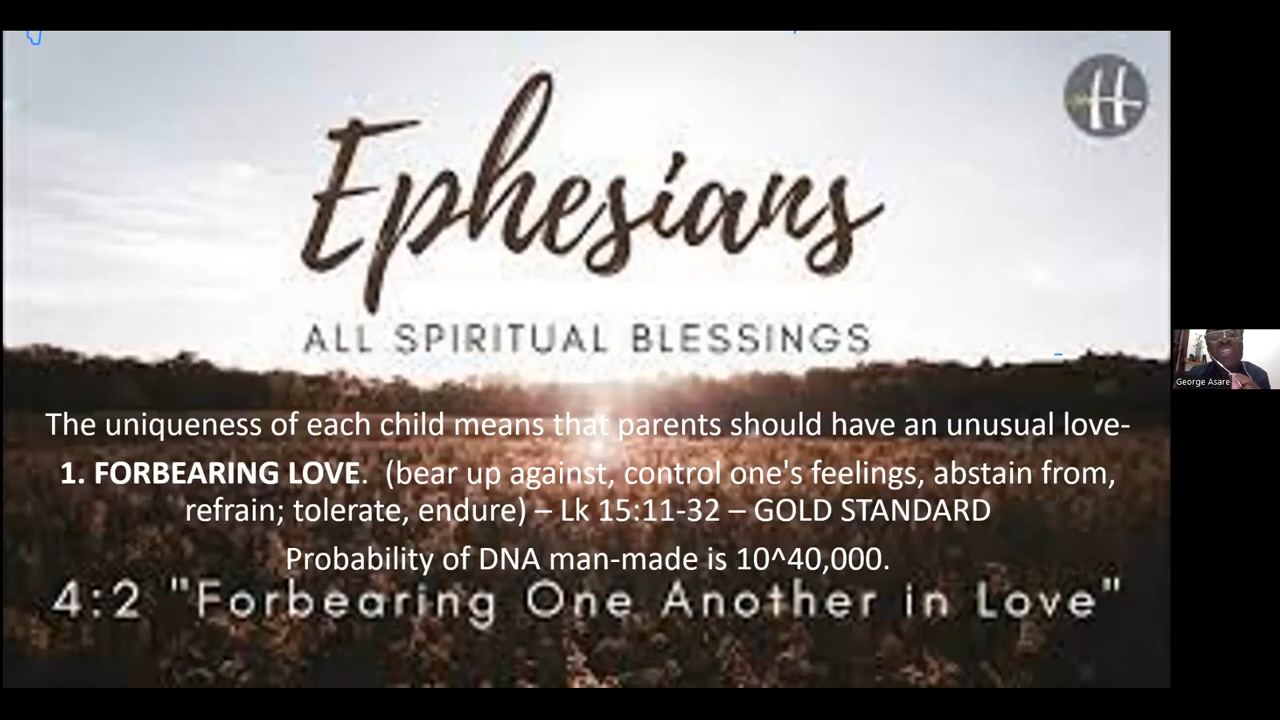 Ephesians
ALL SPIRITUAL BLESSINGS
The uniqueness of each child means that parents should have an unusual love-
1. FORBEARING LOVE.  (bear up against, control one's feelings, abstain from,
refrain; tolerate, endure) – Lk 15:11-32 – GOLD STANDARD
Probability of DNA man-made is 10^40,000.
4:2 "Forbearing One Another in Love"
H
George Asare